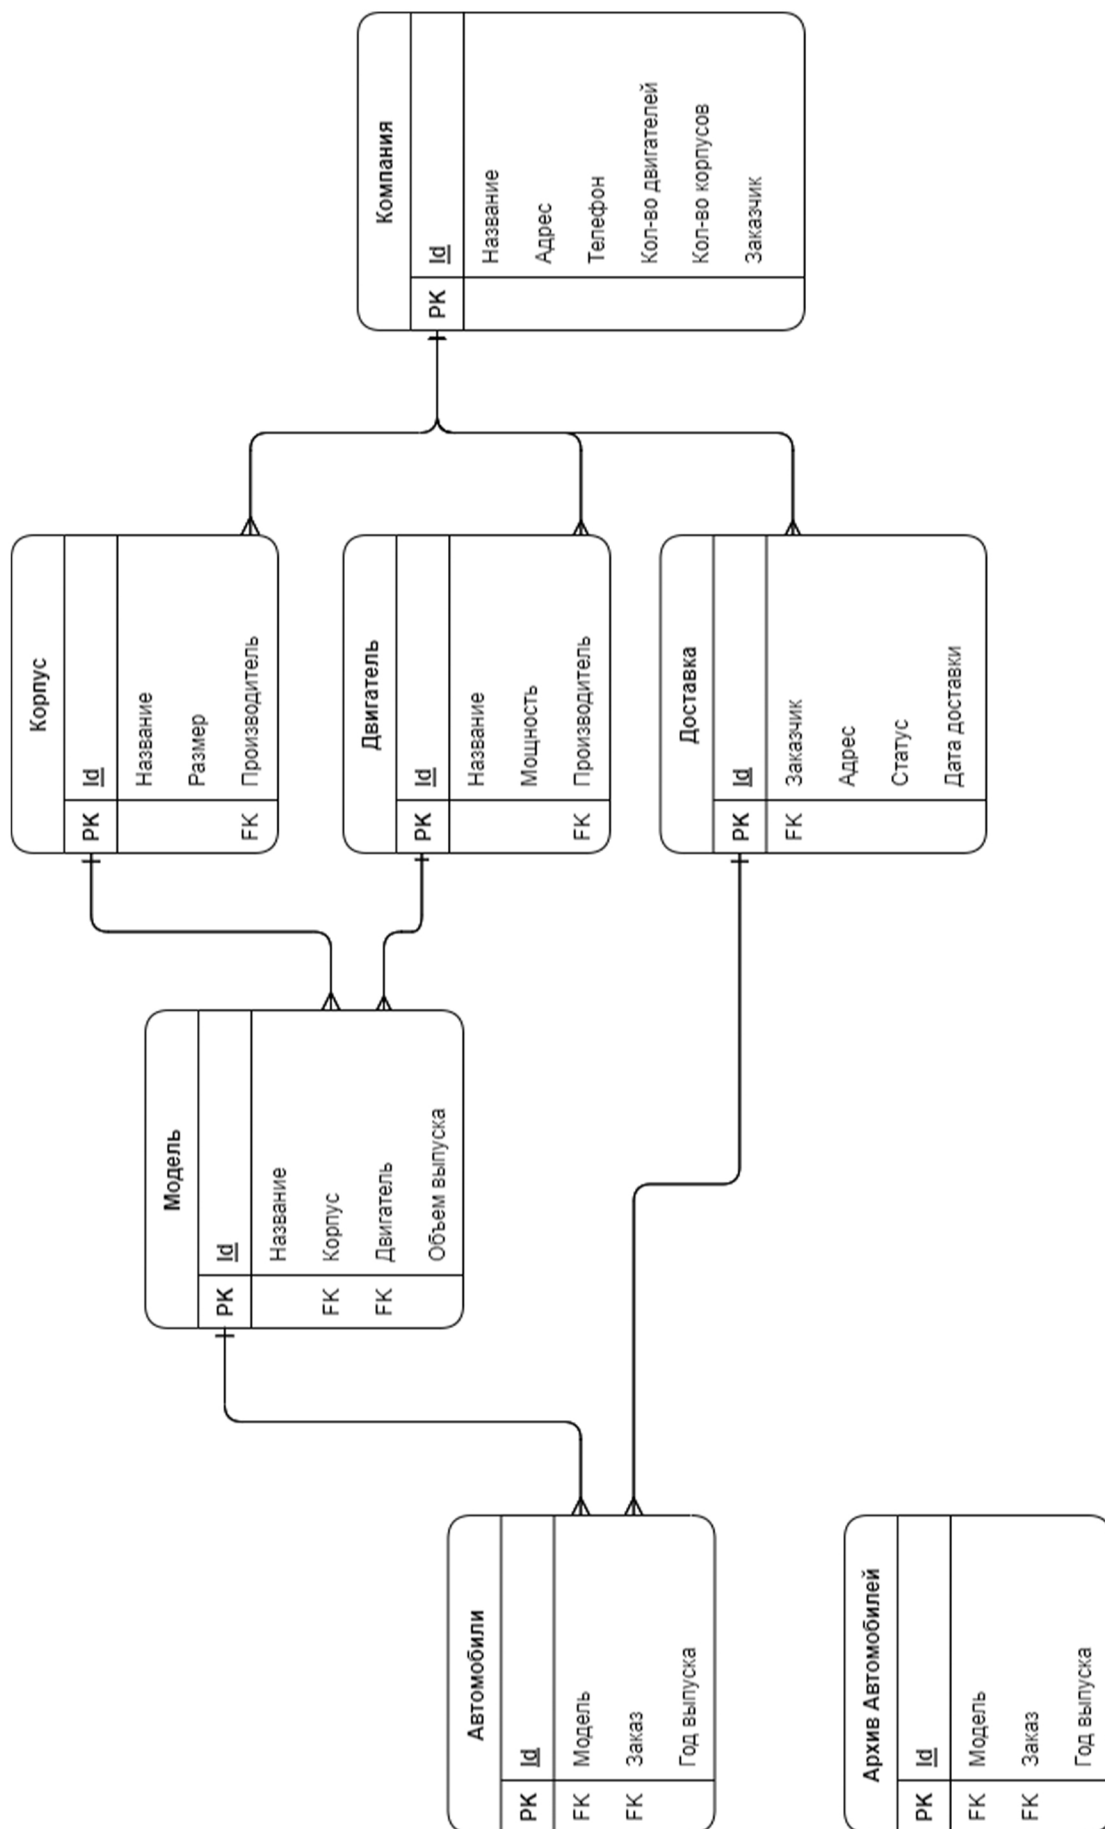 Автомобили
PK Id
FK Модель
FK Заказ
Год выпуска
Архив Автомобилей
PK Id
FK Модель
FK Заказ
Год выпуска
Модель
PK Id
Название
FK Корпус
FK Двигатель
Объем выпуска
Корпус
PK Id
Название
Размер
FK Производитель
Двигатель
PK Id
Название
Мощность
FK Производитель
Доставка
PK Id
FK Заказчик
Адрес
Статус
Дата доставки
Компания
PK Id
Название
Адрес
Телефон
Кол-во двигателей
Кол-во корпусов
Заказчик